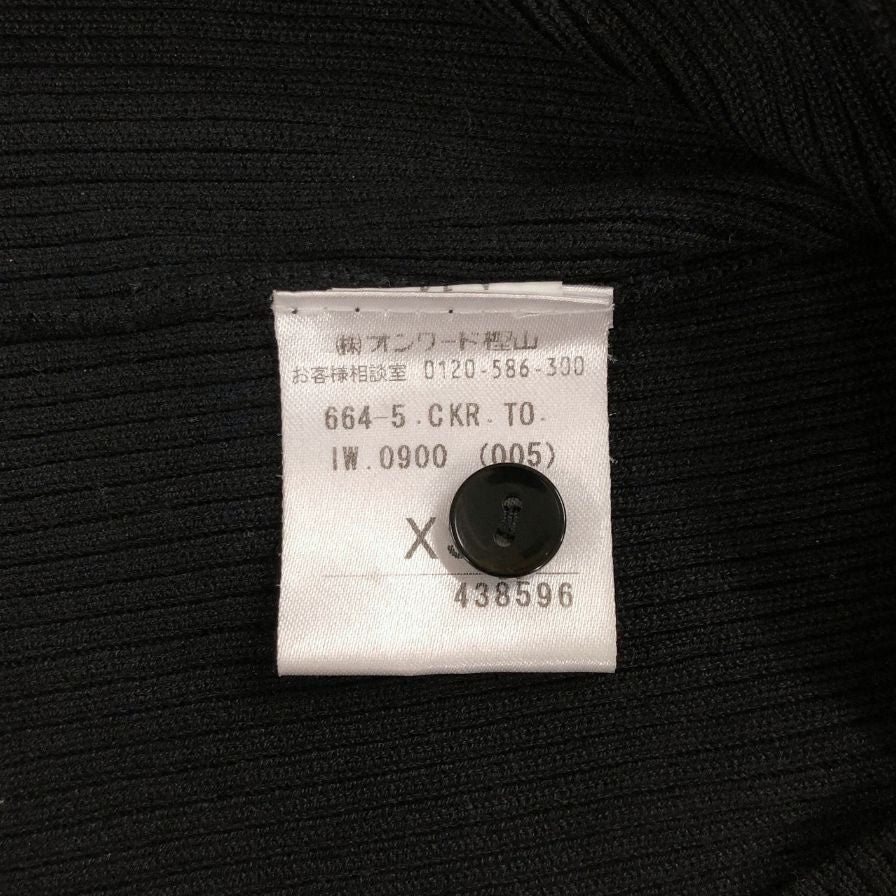 ㈱オンワード樫山
お客様相談室 0120-586-300
664-5.CKR.TO.
IW.0900 (005)
X
438596